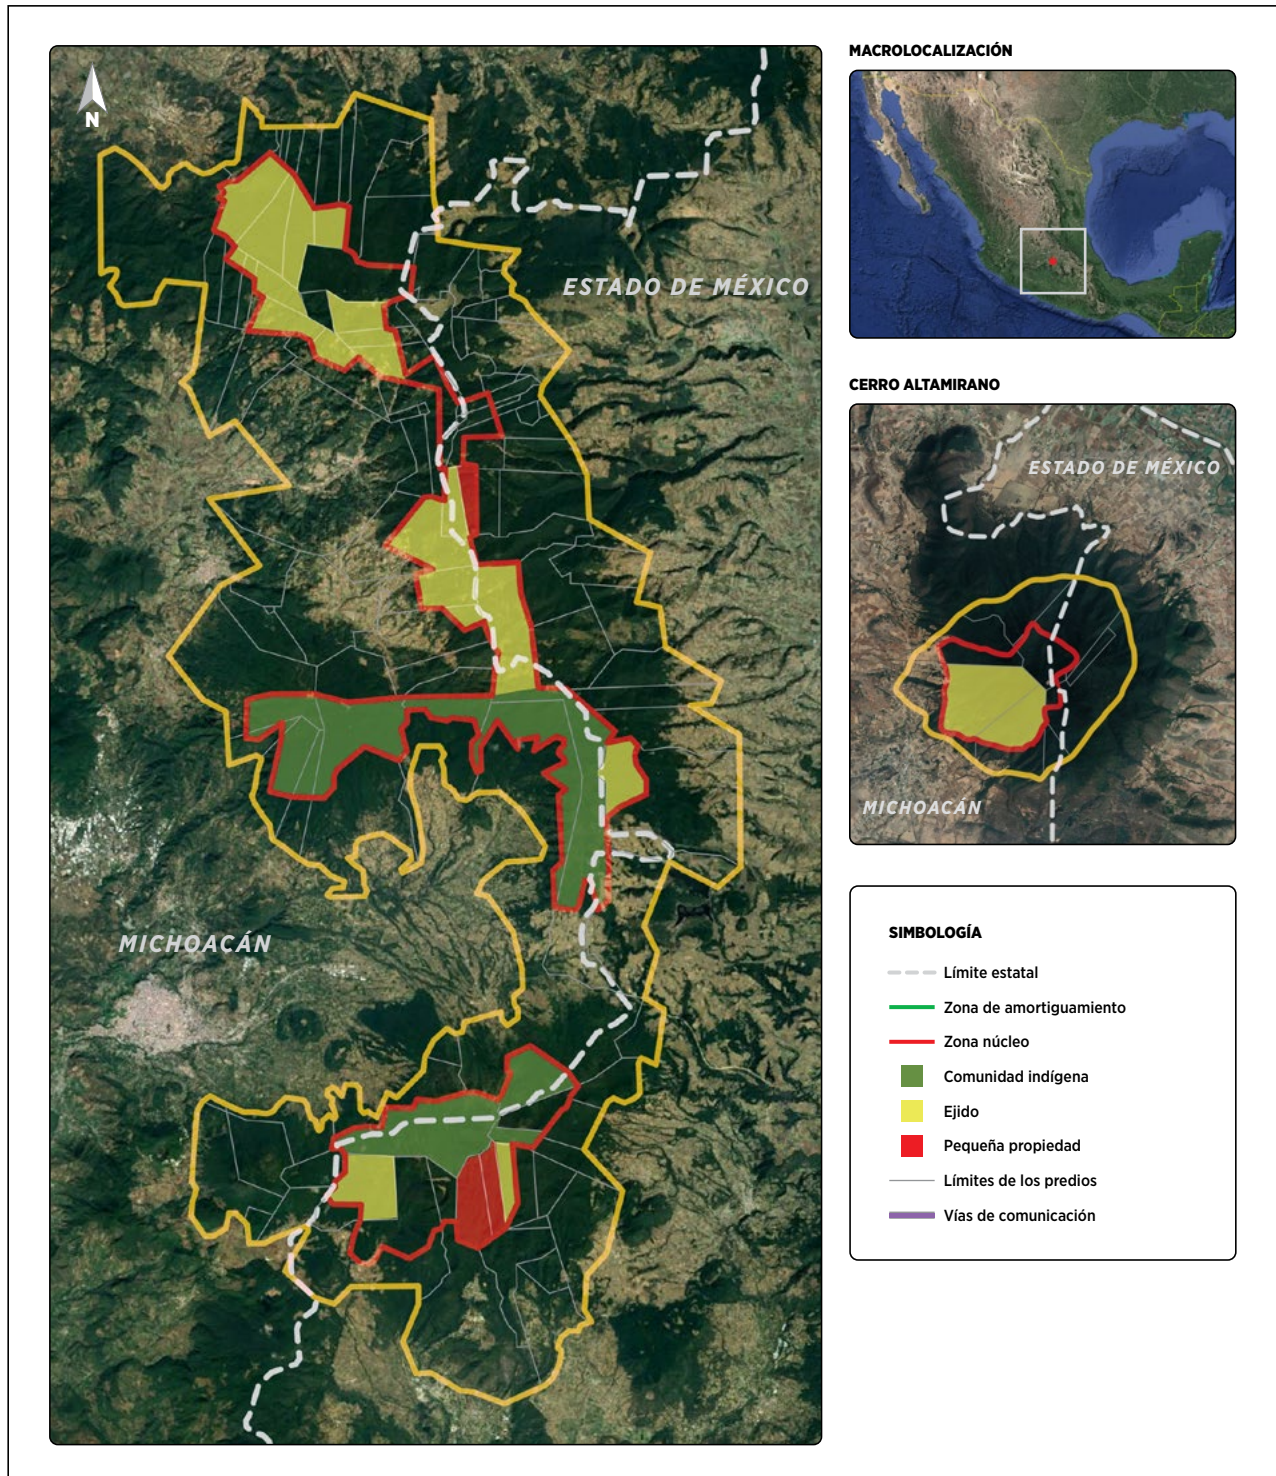 N
ESTADO DE MÉXICO
MICHOACÁN
MACROLOCALIZACIÓN
CERRO ALTAMIRANO
ESTADO DE MÉXICO
MICHOACÁN
SIMBOLOGÍA
Límite estatal
Zona de amortiguamiento
Zona núcleo
Comunidad indígena
Ejido
Pequeña propiedad
Límites de los predios
Vías de comunicación